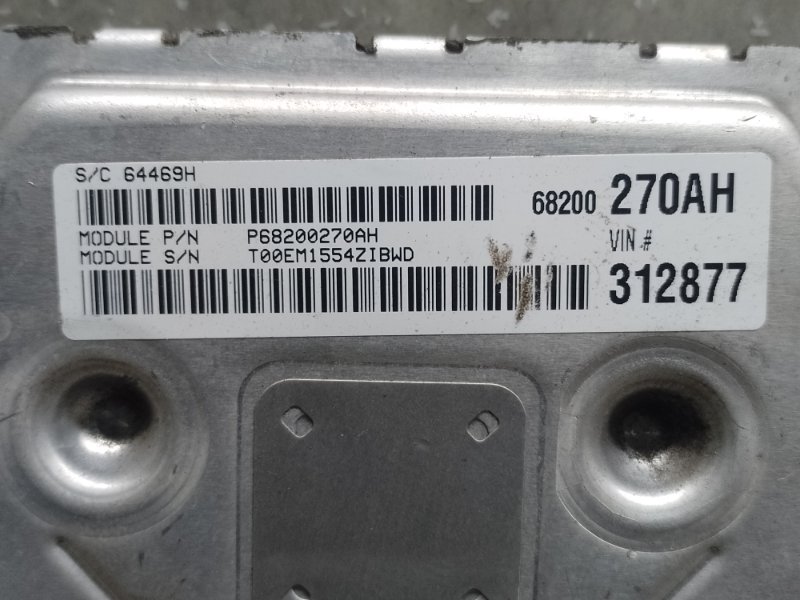 S/C 64469H
68200 270AH
MODULE P/N P68200270AH
MODULE S/N T00EM1554ZIBWD
VIN #
312877